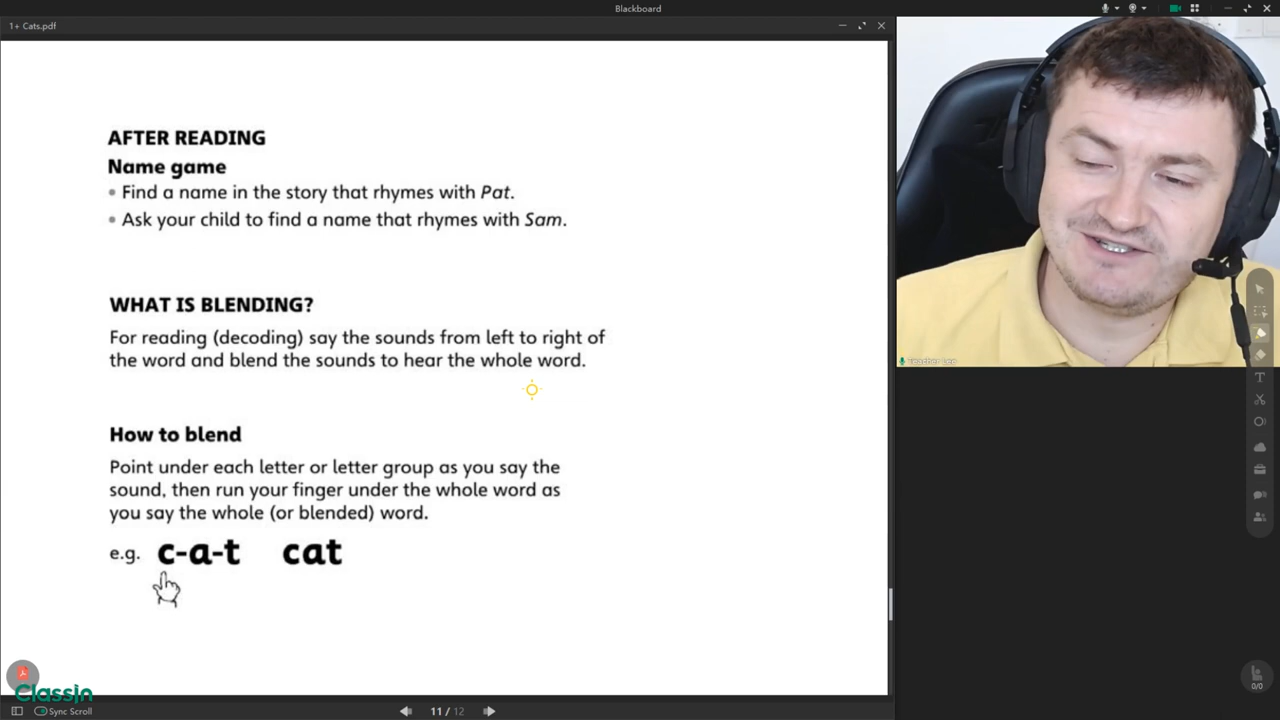 Blackboard
1+ Cats.pdf
AFTER READING
Name game
• Find a name in the story that rhymes with Pat.
• Ask your child to find a name that rhymes with Sam.
WHAT IS BLENDING?
For reading (decoding) say the sounds from left to right of
the word and blend the sounds to hear the whole word.
How to blend
Point under each letter or letter group as you say the
sound, then run your finger under the whole word as
you say the whole (or blended) word.
e.g. c-a-t cat
ClassIn
Sync Scroll
11 / 12
0/0